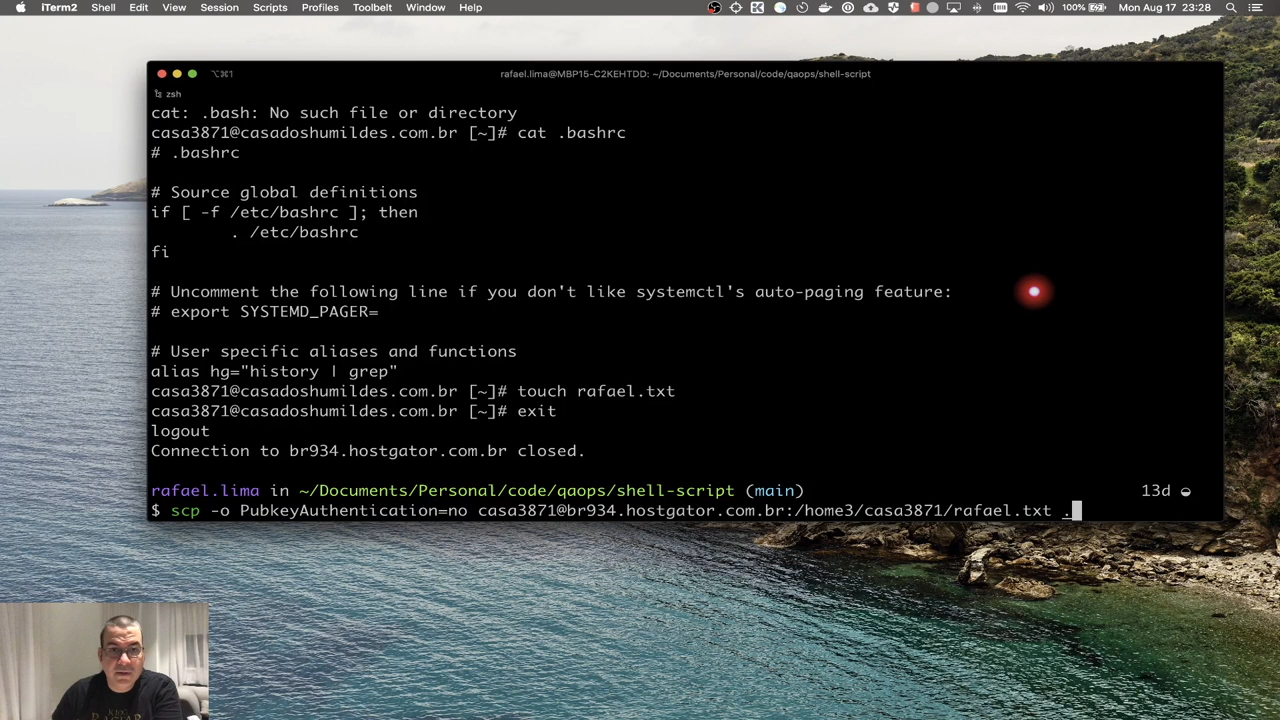 iTerm2 Shell Edit View Session Scripts Profiles Toolbelt Window Help 100% Mon Aug 17 23:28
⌥⌘1 rafael.lima@MBP15-C2KEHTDD: ~/Documents/Personal/code/qaops/shell-script
zsh
cat: .bash: No such file or directory
casa3871@casadoshumildes.com.br [~]# cat .bashrc
# .bashrc
# Source global definitions
if [ -f /etc/bashrc ]; then
. /etc/bashrc
fi
# Uncomment the following line if you don't like systemctl's auto-paging feature:
# export SYSTEMD_PAGER=
# User specific aliases and functions
alias hg="history | grep"
casa3871@casadoshumildes.com.br [~]# touch rafael.txt
casa3871@casadoshumildes.com.br [~]# exit
logout
Connection to br934.hostgator.com.br closed.
rafael.lima in ~/Documents/Personal/code/qaops/shell-script (main) 13d
$ scp -o PubkeyAuthentication=no casa3871@br934.hostgator.com.br:/home3/casa3871/rafael.txt .